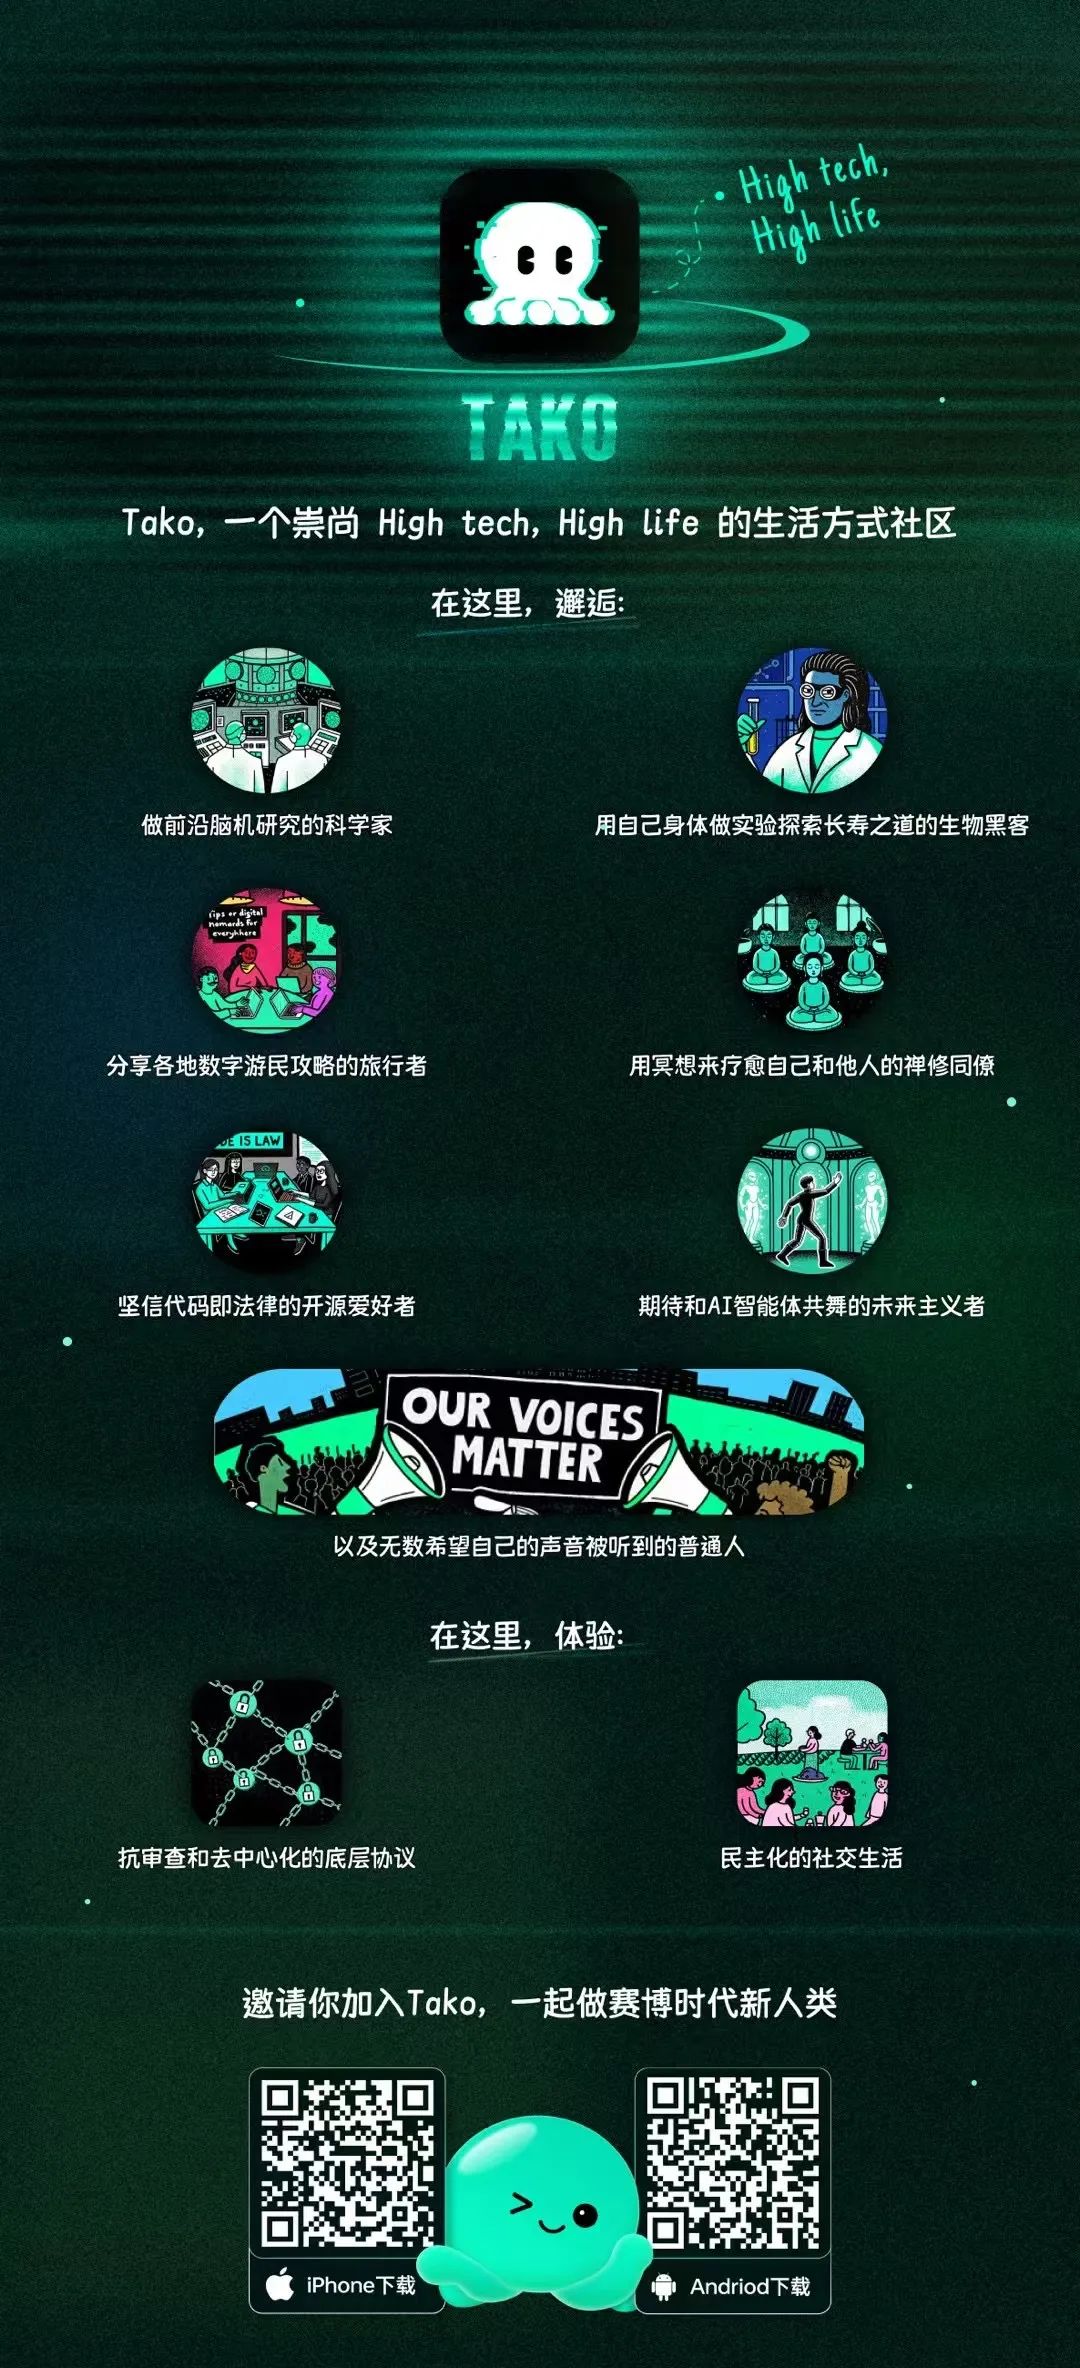 High tech,
High life
TAKO
Tako, 一个崇尚 High tech, High life 的生活方式社区
在这里, 邂逅:
做前沿脑机研究的科学家
用自己身体做实验探索长寿之道的生物黑客
Tips or digital
nomards for
everyhhere
分享各地数字游民攻略的旅行者
用冥想来疗愈自己和他人的禅修同僚
DE IS LAW
坚信代码即法律的开源爱好者
期待和AI智能体共舞的未来主义者
OUR VOICES
MATTER
以及无数希望自己的声音被听到的普通人
在这里, 体验:
抗审查和去中心化的底层协议
民主化的社交生活
邀请你加入Tako, 一起做赛博时代新人类
iPhone下载
Andriod下载